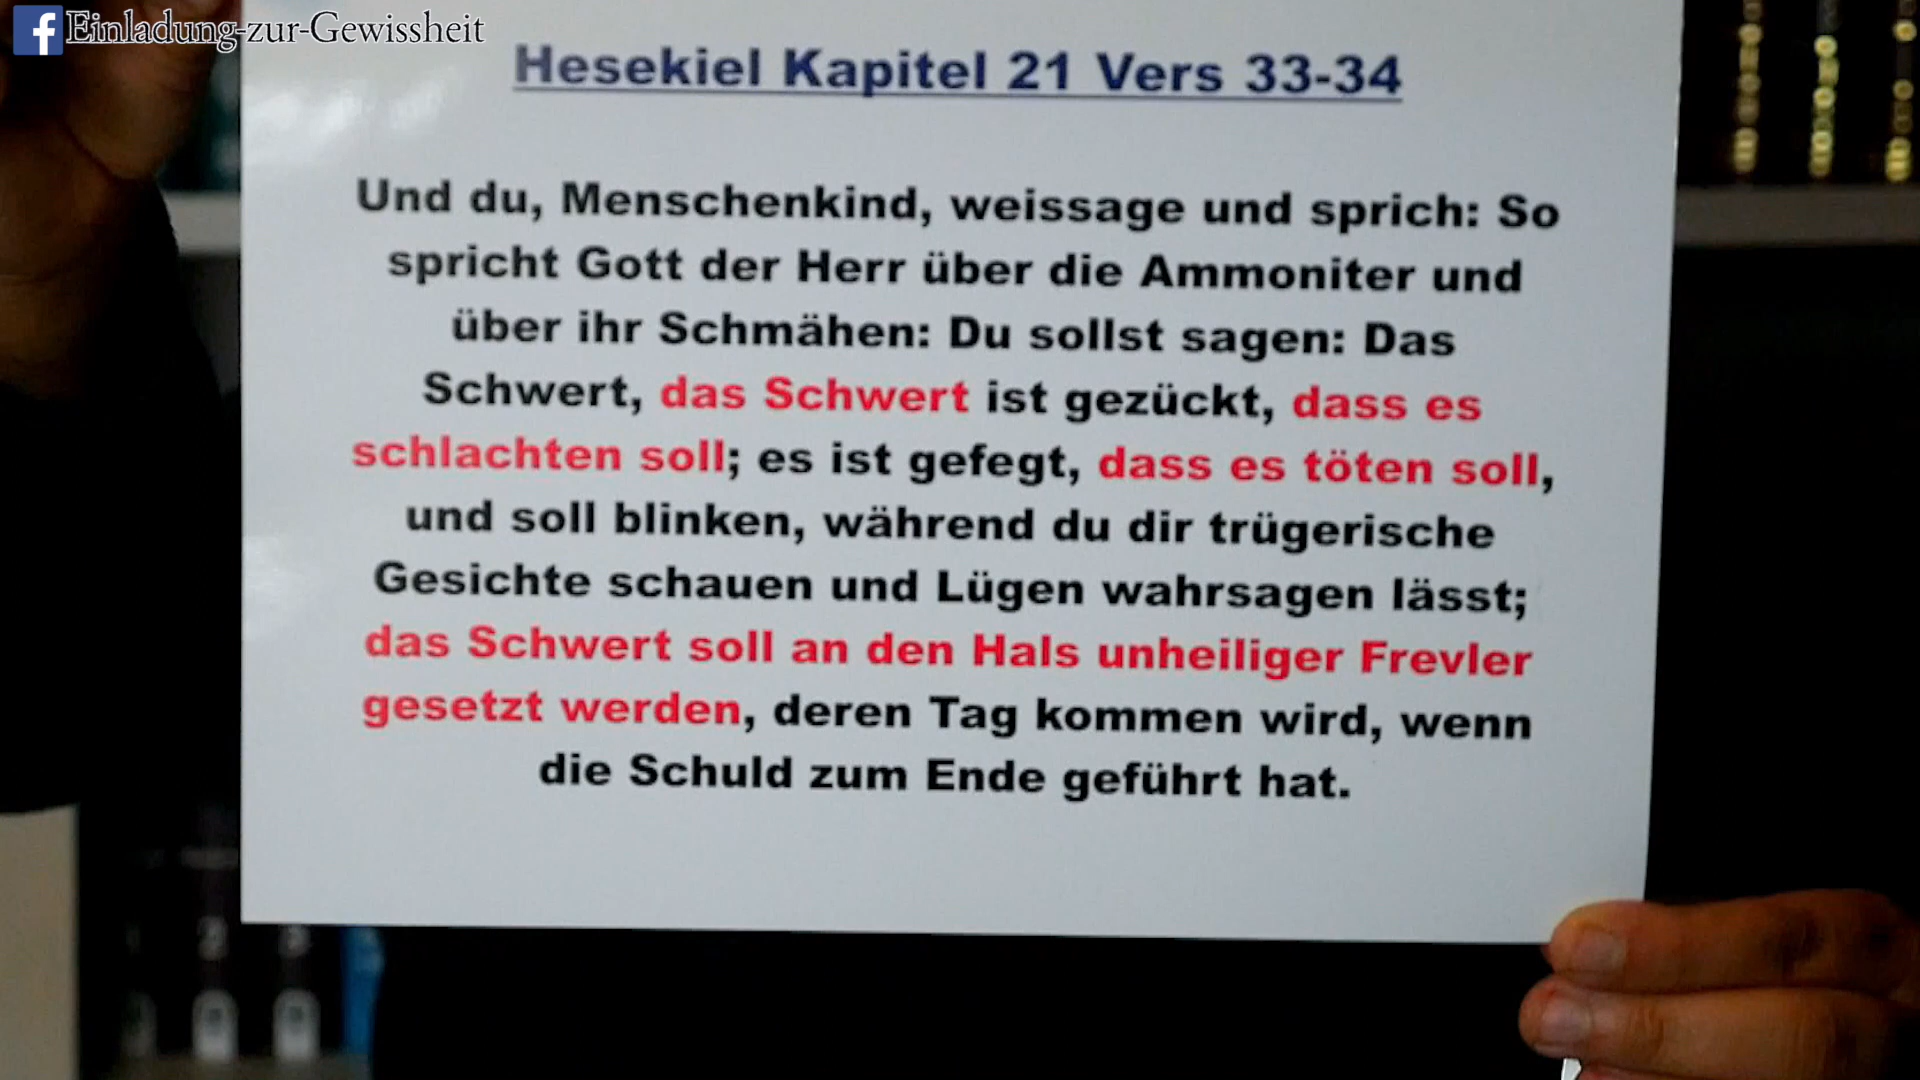 Einladung-zur-Gewissheit
Hesekiel Kapitel 21 Vers 33-34
Und du, Menschenkind, weissage und sprich: So
spricht Gott der Herr über die Ammoniter und
über ihr Schmähen: Du sollst sagen: Das
Schwert, das Schwert ist gezückt, dass es
schlachten soll; es ist gefegt, dass es töten soll,
und soll blinken, während du dir trügerische
Gesichte schauen und Lügen wahrsagen lässt;
das Schwert soll an den Hals unheiliger Frevler
gesetzt werden, deren Tag kommen wird, wenn
die Schuld zum Ende geführt hat.
2 3